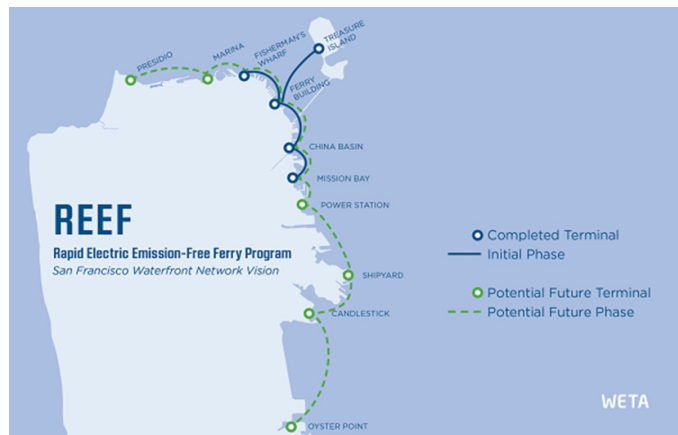 PRESIDIO
MARINA
FISHERMAN'S
WHARF
TREASURE
ISLAND
FERRY
BUILDING
CHINA BASIN
MISSION BAY
POWER STATION
REEF
Rapid Electric Emission-Free Ferry Program
San Francisco Waterfront Network Vision
Completed Terminal
Initial Phase
SHIPYARD
Potential Future Terminal
CANDLESTICK
Potential Future Phase
WETA
OYSTER POINT